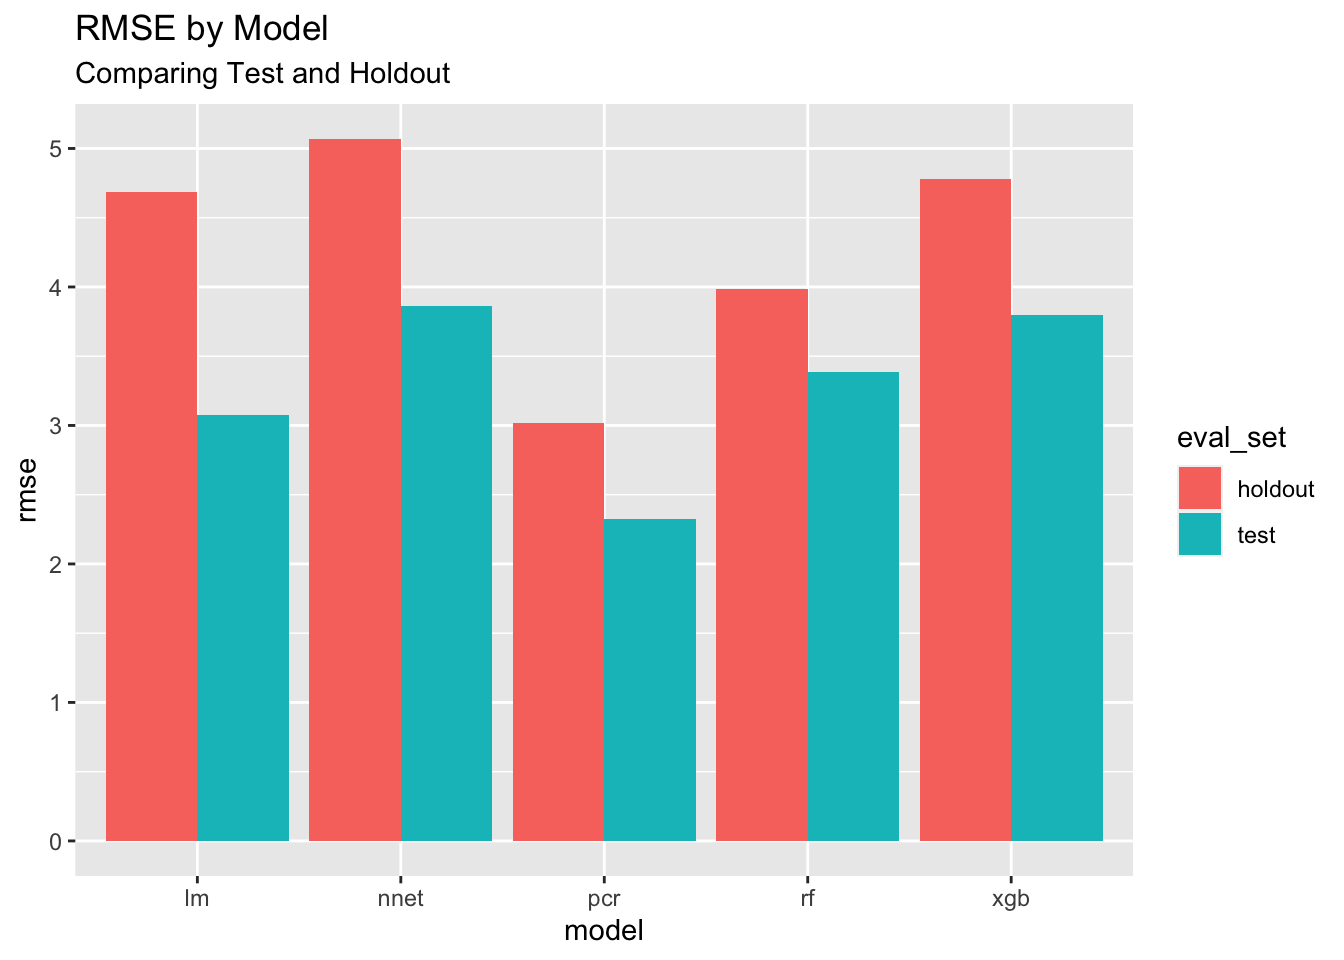 RMSE by Model
Comparing Test and Holdout
5
4
3
2
1
0
rmse
lm nnet pcr rf xgb
model
eval_set
holdout
test